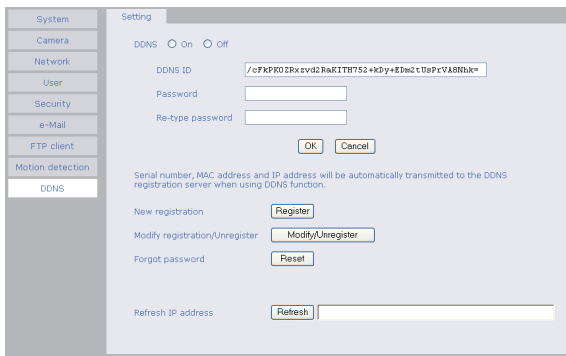 System
Camera
Network
User
Security
e-Mail
FTP client
Motion detection
DDNS
Setting
DDNS On Off
DDNS ID /cFkPK0ZRxzvd2RaKITH752+kDy+EDm2tUsPrVA8Nhk=
Password
Re-type password
OK Cancel
Serial number, MAC address and IP address will be automatically transmitted to the DDNS
registration server when using DDNS function.
New registration Register
Modify registration/Unregister Modify/Unregister
Forgot password Reset
Refresh IP address Refresh